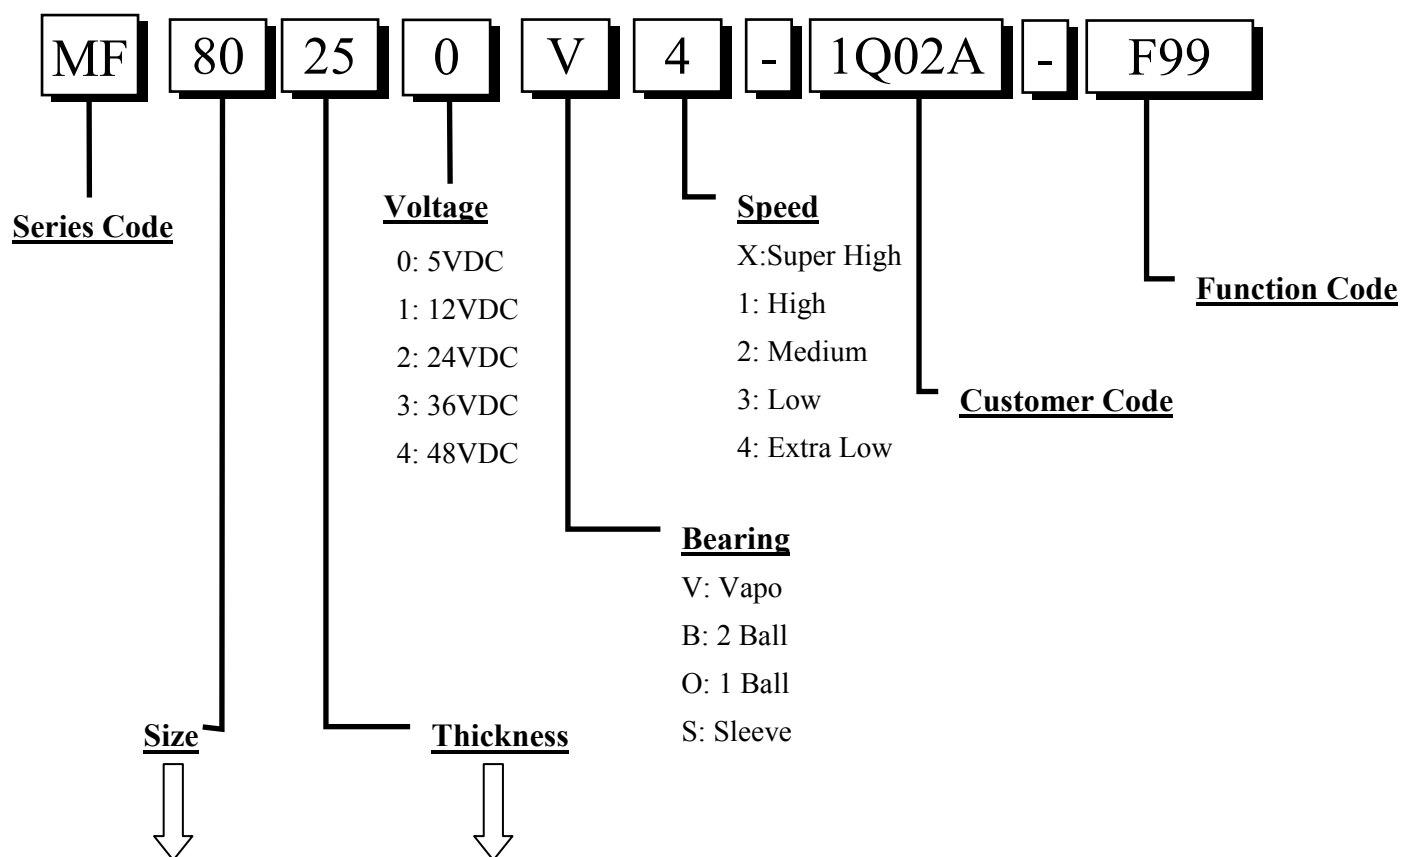 MF 80 25 0 V 4 - 1Q02A - F99
Series Code
Voltage
0: 5VDC
1: 12VDC
2: 24VDC
3: 36VDC
4: 48VDC
Speed
X:Super High
1: High
2: Medium
3: Low
4: Extra Low
Function Code
Customer Code
Bearing
V: Vapo
B: 2 Ball
O: 1 Ball
S: Sleeve
Size
Thickness